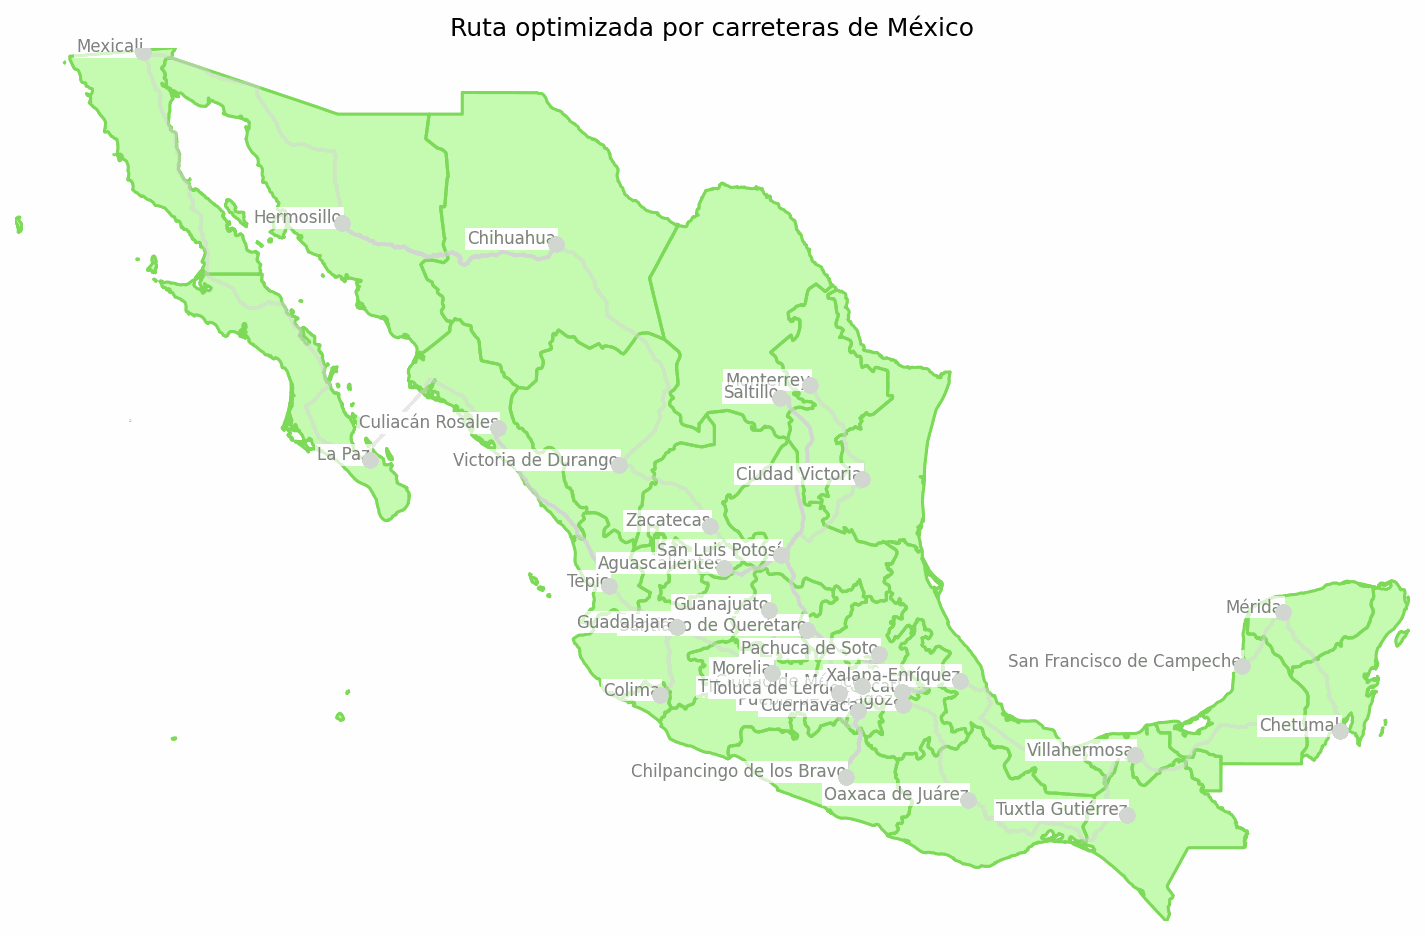 Ruta optimizada por carreteras de México
Mexicali
Hermosillo
Chihuahua
Monterrey
Saltillo
Culiacán Rosales
La Paz
Victoria de Durango
Ciudad Victoria
Zacatecas
San Luis Potosí
Aguascalientes
Tepic
Guanajuato
Mérida
Guadalajara
o de Querétaro
Pachuca de Soto
San Francisco de Campeche
Morelia
Xalapa-Enríquez
Colima
Toluca de Lerdo
Cuernavaca
Chetumal
Villahermosa
Chilpancingo de los Bravo
Oaxaca de Juárez
Tuxtla Gutiérrez